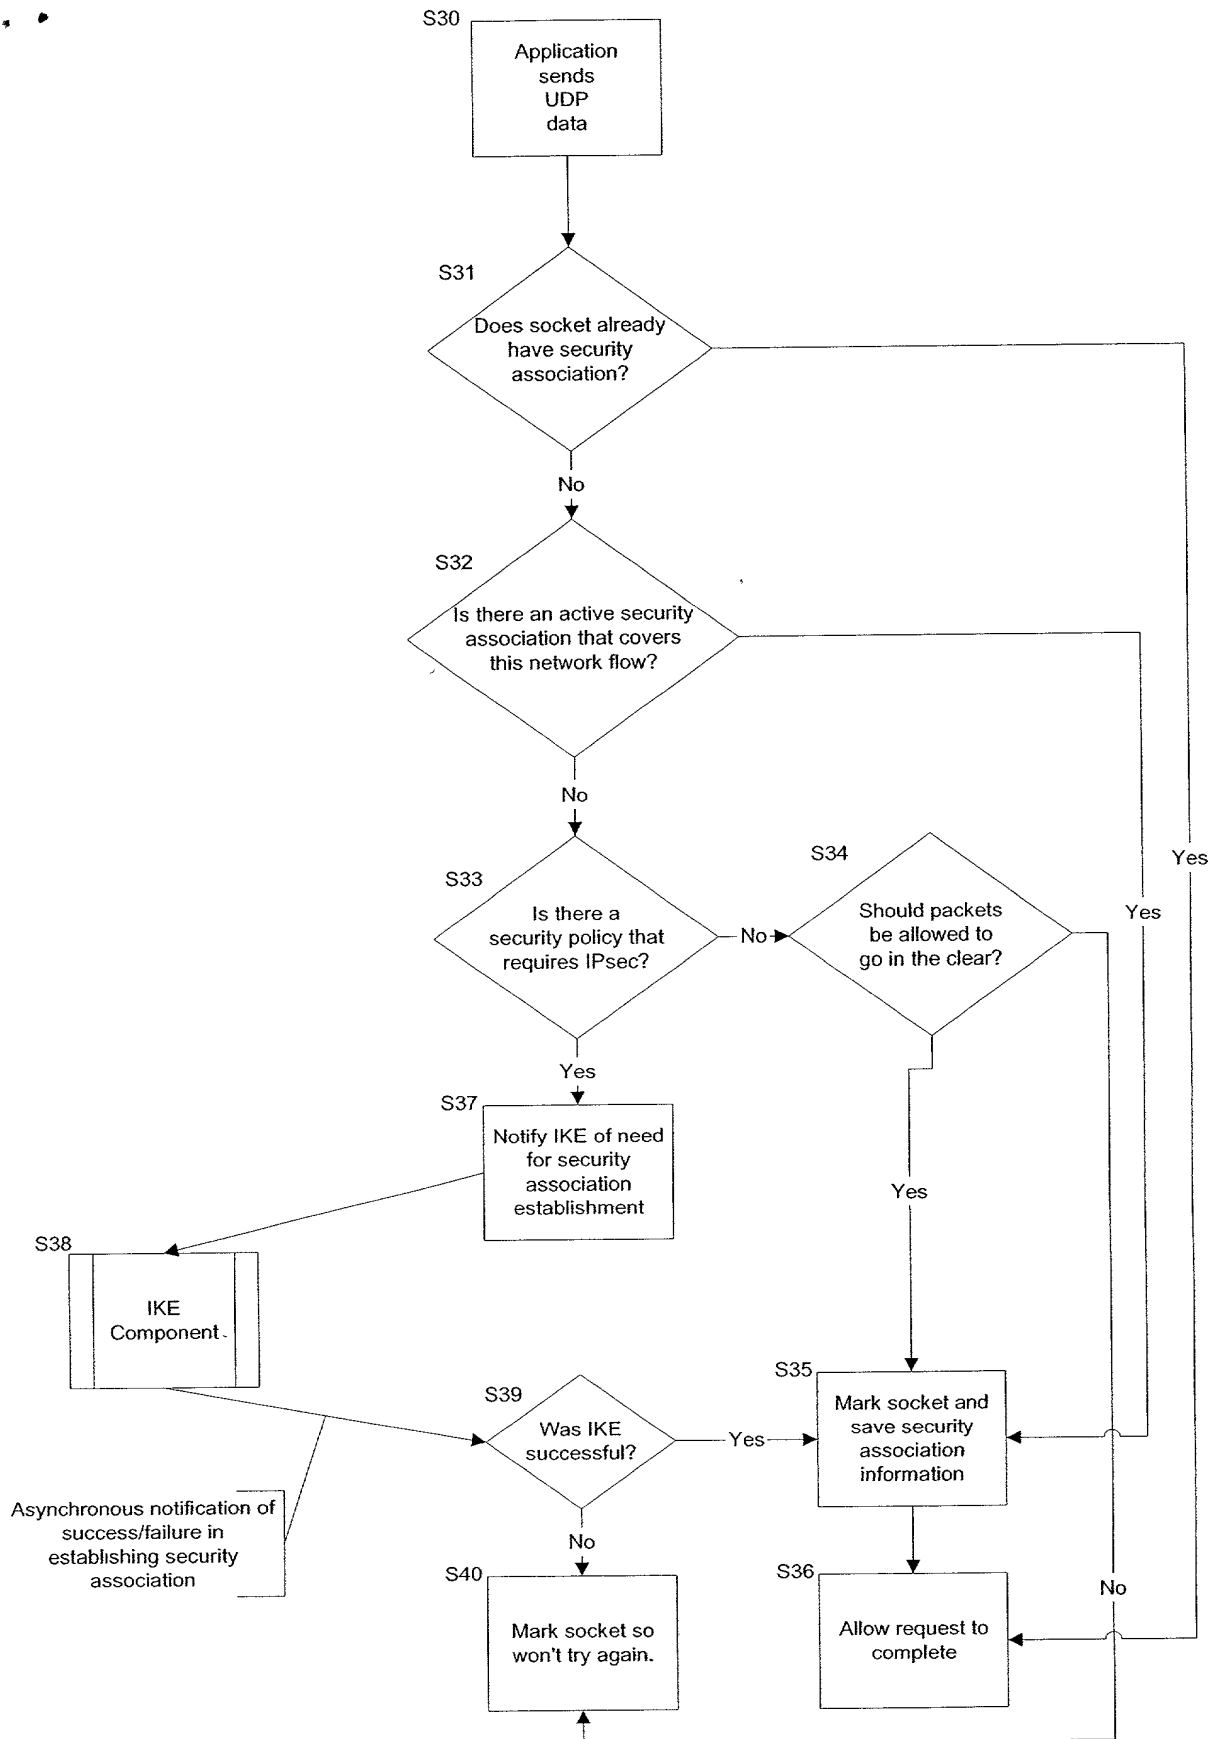 S30
Application
sends
UDP
data
S31
Does socket already
have security
association?
No
S32
Is there an active security
association that covers
this network flow?
No
S33
Is there a
security policy that
requires IPsec?
No
S34
Should packets
be allowed to
go in the clear?
Yes
Yes
Yes
S37
Notify IKE of need
for security
association
establishment
Yes
S38
IKE
Component
S39
Was IKE
successful?
Yes
S35
Mark socket and
save security
association
information
Asynchronous notification of
success/failure in
establishing security
association
No
S40
Mark socket so
won't try again.
S36
Allow request to
complete
No